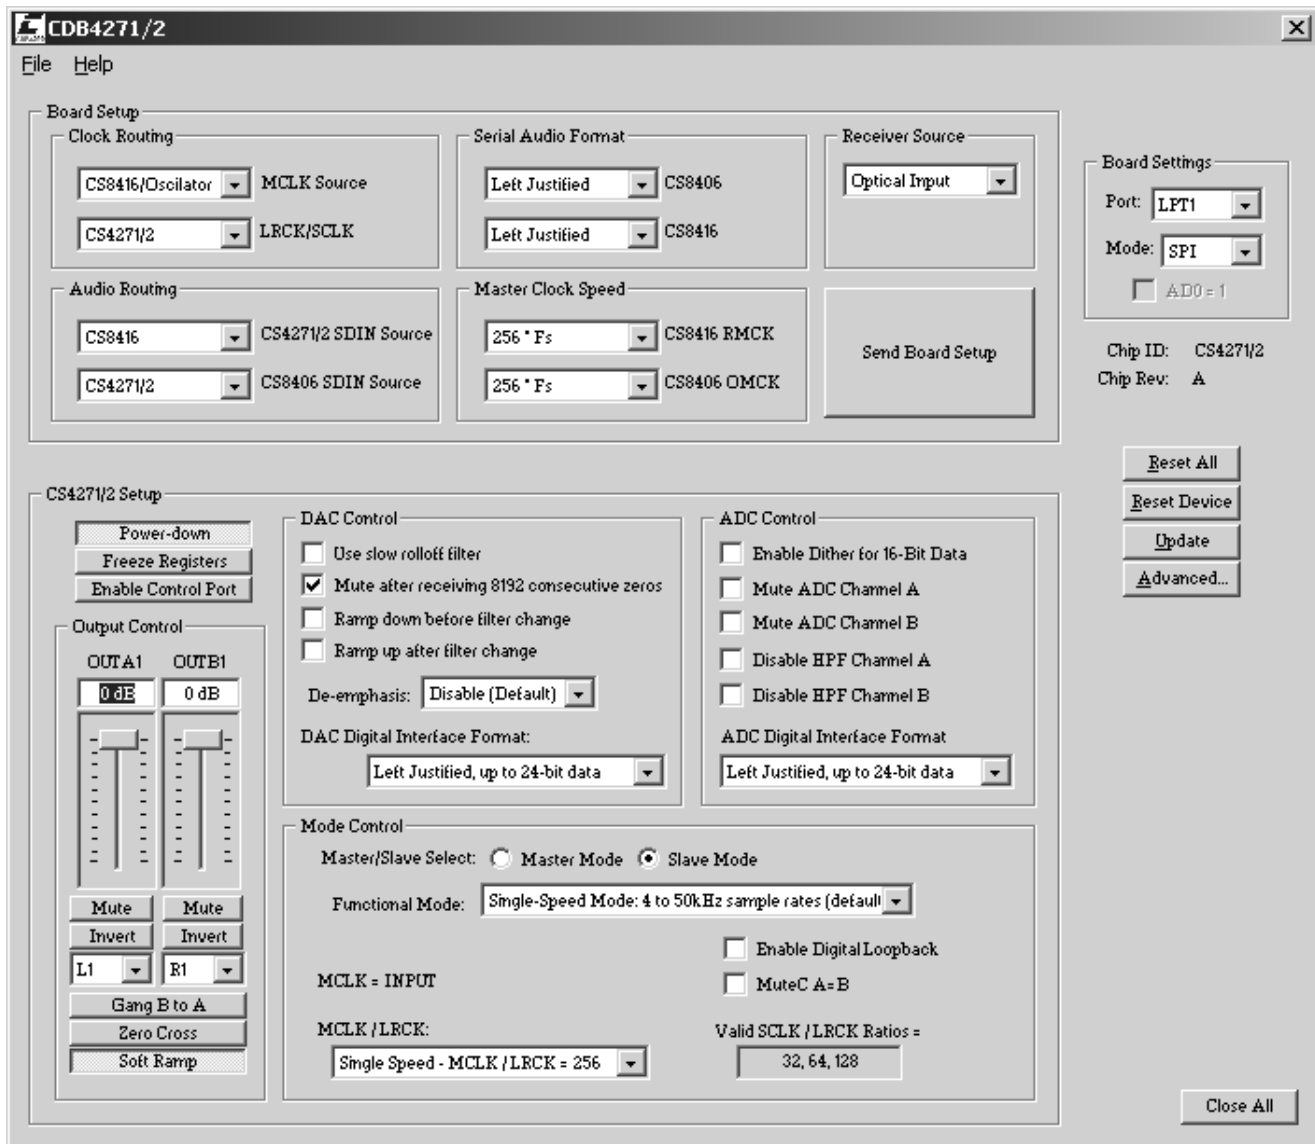 CDB4271/2
File Help
Board Setup
Clock Routing
CS8416/Oscilator MCLK Source
CS4271/2 LRCK/SCLK
Serial Audio Format
Left Justified CS8406
Left Justified CS8416
Receiver Source
Optical Input
Audio Routing
CS8416 CS4271/2 SDIN Source
CS4271/2 CS8406 SDIN Source
Master Clock Speed
256 * Fs CS8416 RMCK
256 * Fs CS8406 OMCK
Send Board Setup
Board Settings
Port: LPT1
Mode: SPI
AD0 = 1
Chip ID: CS4271/2
Chip Rev: A
Reset All
Reset Device
Update
Advanced...
CS4271/2 Setup
Power-down
Freeze Registers
Enable Control Port
Output Control
OUTA1 OUTB1
0 dB 0 dB
Mute Mute
Invert Invert
L1 R1
Gang B to A
Zero Cross
Soft Ramp
DAC Control
Use slow rolloff filter
Mute after receiving 8192 consecutive zeros
Ramp down before filter change
Ramp up after filter change
De-emphasis: Disable (Default)
DAC Digital Interface Format:
Left Justified, up to 24-bit data
ADC Control
Enable Dither for 16-Bit Data
Mute ADC Channel A
Mute ADC Channel B
Disable HPF Channel A
Disable HPF Channel B
ADC Digital Interface Format
Left Justified, up to 24-bit data
Mode Control
Master/Slave Select: Master Mode Slave Mode
Functional Mode: Single-Speed Mode: 4 to 50kHz sample rates (default
Enable Digital Loopback
MCLK = INPUT
MuteC A=B
MCLK / LRCK:
Single Speed - MCLK / LRCK = 256
Valid SCLK / LRCK Ratios =
32, 64, 128
Close All